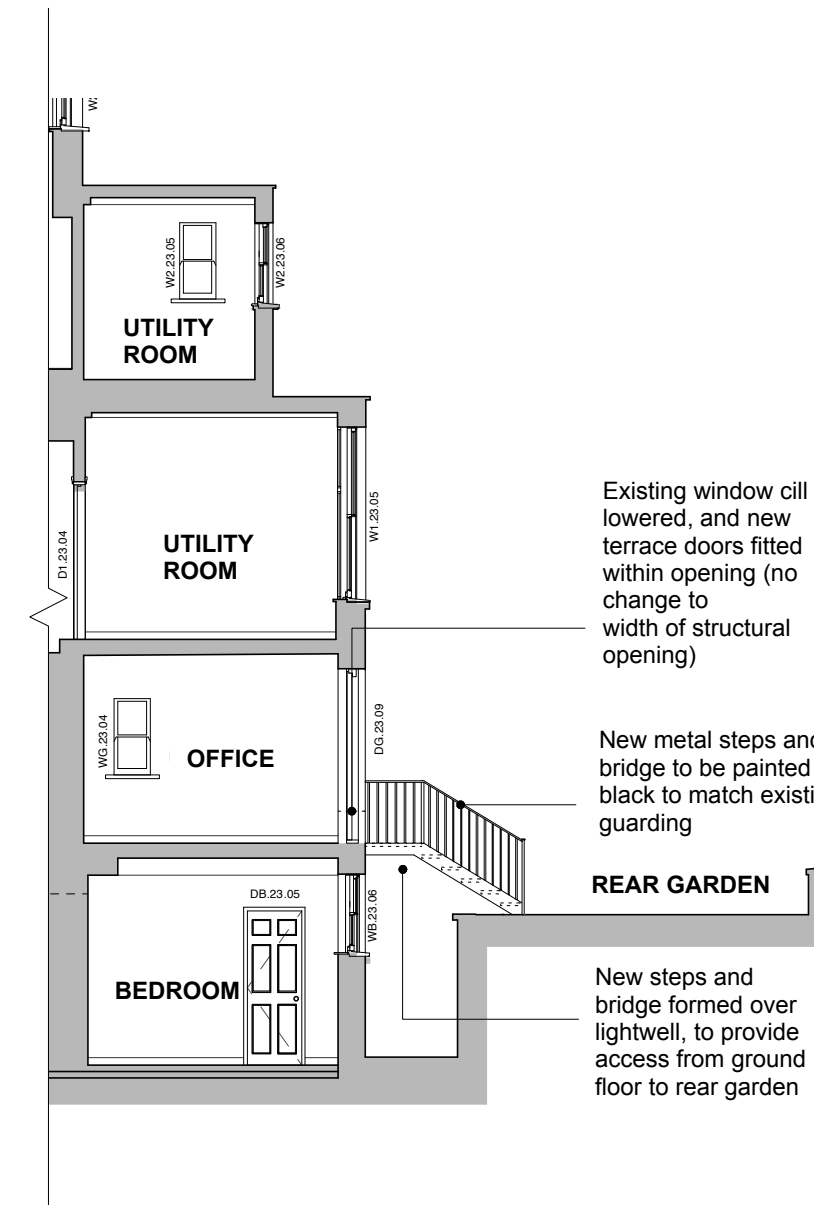 W2.23.05
W2.23.06
UTILITY
ROOM
D1.23.04
UTILITY
ROOM
W1.23.05
Existing window cill
lowered, and new
terrace doors fitted
within opening (no
change to
width of structural
opening)
WG.23.04
OFFICE
DG.23.09
New metal steps
bridge to be painted
black to match
guarding
REAR GARDEN
DB.23.05
BEDROOM
WB.23.06
New steps and
bridge formed over
lightwell, to provide
access from ground
floor to rear garden